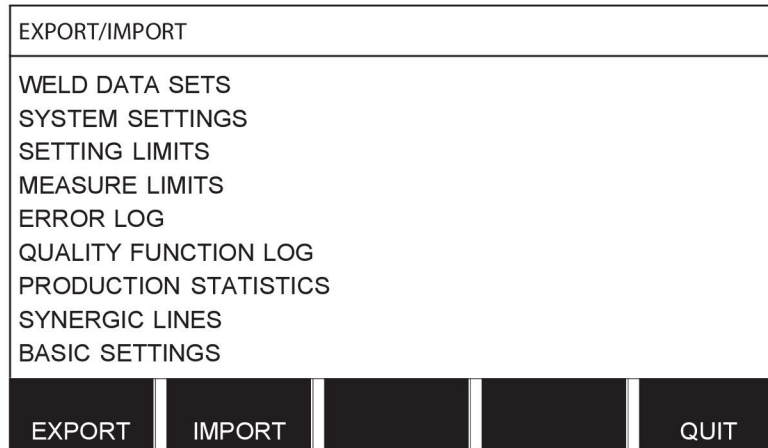 EXPORT/IMPORT
WELD DATA SETS
SYSTEM SETTINGS
SETTING LIMITS
MEASURE LIMITS
ERROR LOG
QUALITY FUNCTION LOG
PRODUCTION STATISTICS
SYNERGIC LINES
BASIC SETTINGS
EXPORT IMPORT QUIT